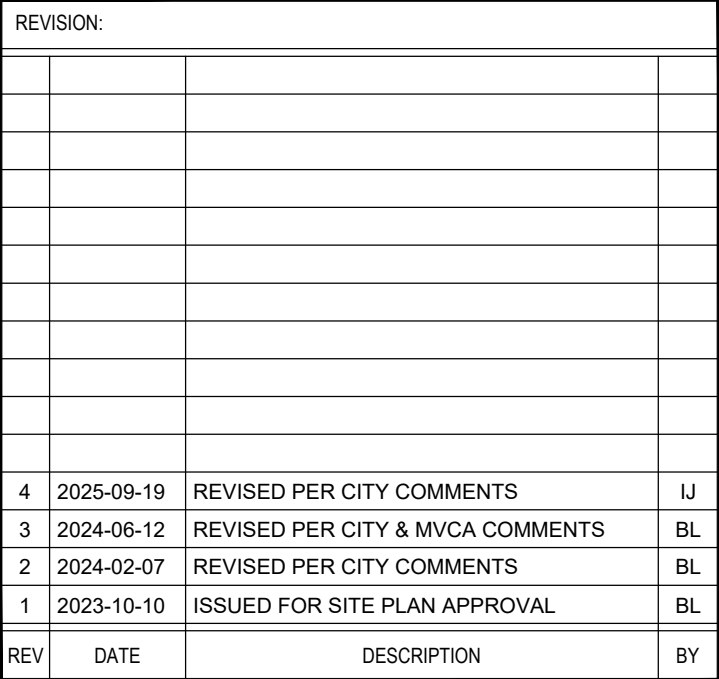 REVISION:
4 2025-09-19 REVISED PER CITY COMMENTS IJ
3 2024-06-12 REVISED PER CITY & MVCA COMMENTS BL
2 2024-02-07 REVISED PER CITY COMMENTS BL
1 2023-10-10 ISSUED FOR SITE PLAN APPROVAL BL
REV DATE DESCRIPTION BY